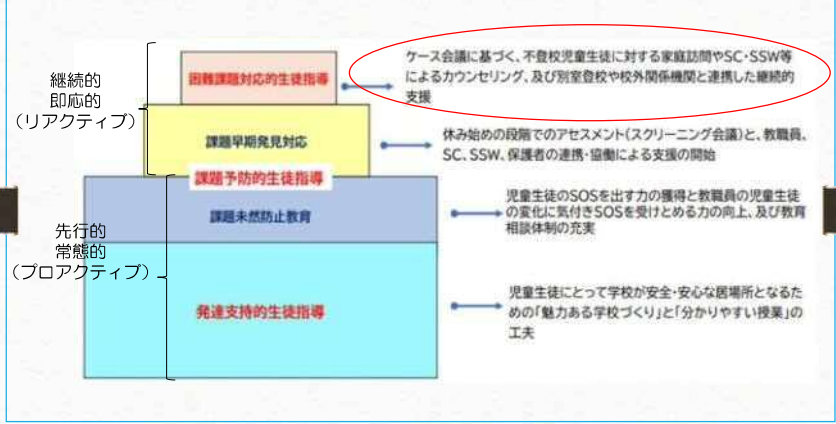 継続的
即応的
（リアクティブ）
困難課題対応的生徒指導
ケース会議に基づく、不登校児童生徒に対する家庭訪問やSC・SSW等
によるカウンセリング、及び別室登校や校外関係機関と連携した継続的
支援
課題早期発見対応
休み始めの段階でのアセスメント(スクリーニング会議)と、教職員、
SC、SSW、保護者の連携・協働による支援の開始
課題予防的生徒指導
先行的
常態的
（プロアクティブ）
課題未然防止教育
児童生徒のSOSを出す力の獲得と教職員の児童生徒
の変化に気付きSOSを受けとめる力の向上、及び教育
相談体制の充実
発達支持的生徒指導
児童生徒にとって学校が安全・安心な居場所となるた
めの「魅力ある学校づくり」と「分かりやすい授業」の
工夫